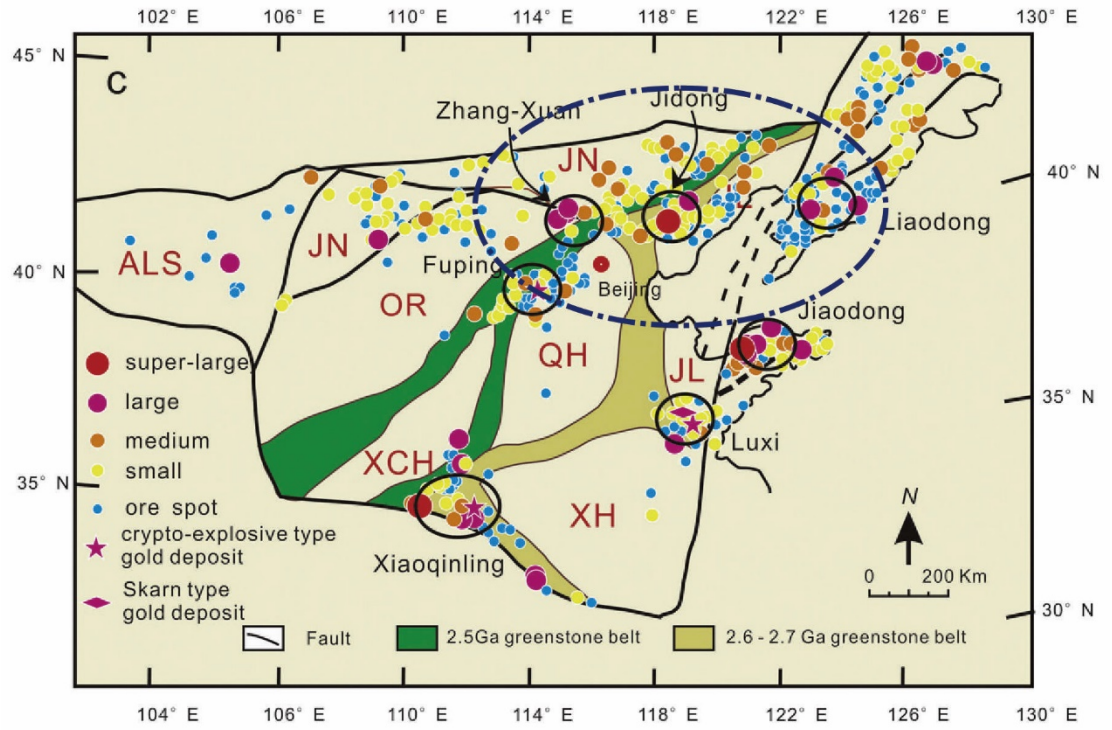 102° E 106° E 110° E 114° E 118° E 122° E 126° E 130° E
45° N
C
Zhang-Xuan
Jidong
JN
40° N
Liaodong
JN
ALS
40° N
Fuping
Beijing
OR
Jiaodong
QH
super-large
JL
35° N
large
medium
Luxi
small
XCH
35° N
ore spot
XH
N
crypto-explosive type
gold deposit
Xiaoqinling
0 200 Km
Skarn type
gold deposit
30° N
Fault 2.5Ga greenstone belt 2.6 - 2.7 Ga greenstone belt
104° E 106° E 110° E 114° E 118° E 122° E 126° E 130° E